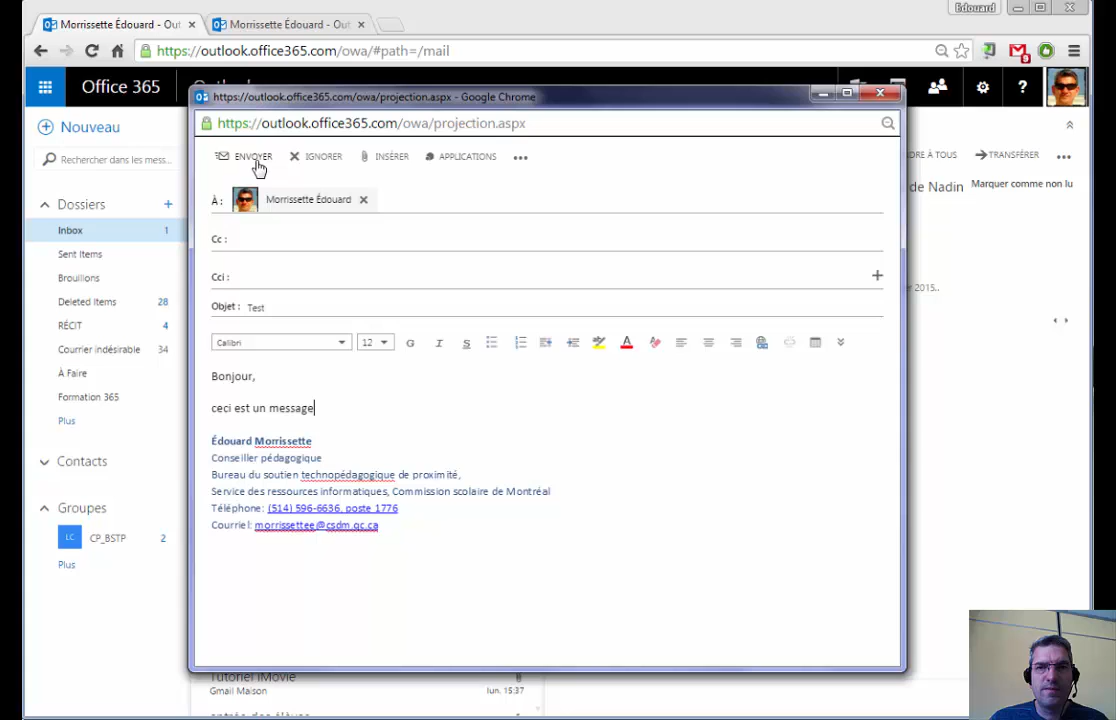 Edouard
Morrissette Édouard - Out
Morrissette Édouard - Out
https://outlook.office365.com/owa/#path=/mail
Office 365
https://outlook.office365.com/owa/projection.aspx - Google Chrome
https://outlook.office365.com/owa/projection.aspx
Nouveau
Rechercher dans les mess...
ENVOYER IGNORER INSÉRER APPLICATIONS
TRANSFÉRER
de Nadin
Marquer comme non lu
À : Morrissette Édouard
Dossiers
Inbox 1
Cc :
Sent Items
Cci :
Brouillons
Deleted Items 28
Objet : Test
RÉCIT 4
Calibri 12 G I S
Courrier indésirable 34
À Faire
Bonjour,
Formation 365
ceci est un message
Plus
Édouard Morrissette
Conseiller pédagogique
Bureau du soutien technopédagogique de proximité,
Service des ressources informatiques, Commission scolaire de Montréal
Téléphone: (514) 596-6636, poste 1776
Courriel: morrissettee@csdm.qc.ca
Contacts
Groupes
LC CP_BSTP 2
Plus
Tutoriel iMovie
Gmail Maison lun. 15:37